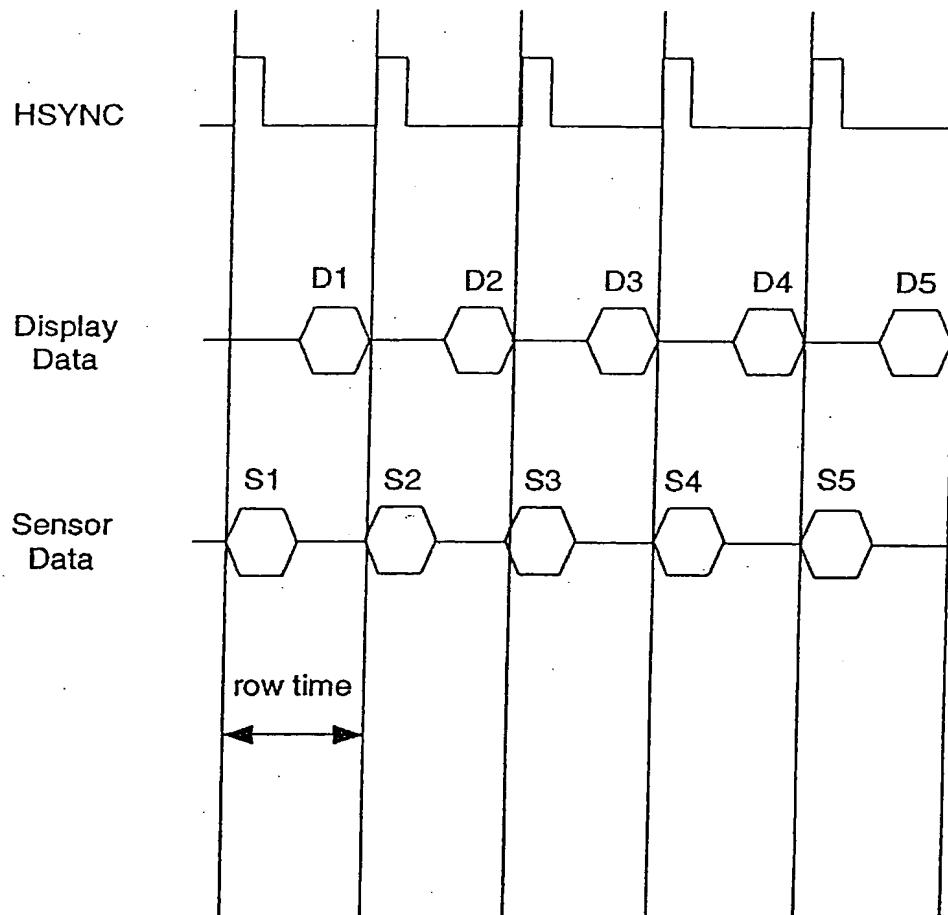 HSYNC
D1 D2 D3 D4 D5
Display
Data
S1 S2 S3 S4 S5
Sensor
Data
row time